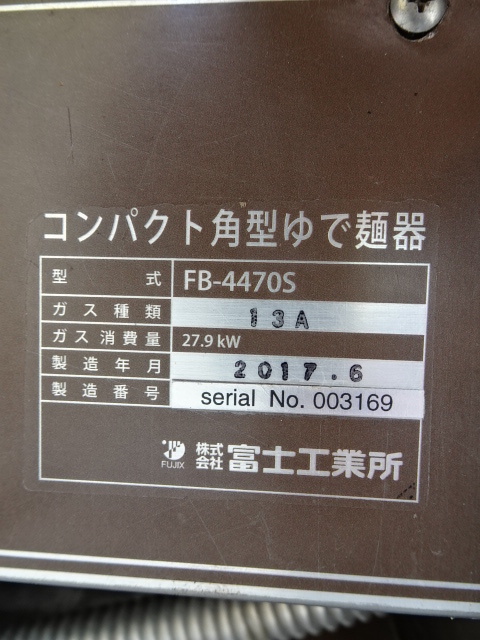 コンパクト角型ゆで麺器
型式 FB-4470S
ガス種類 13A
ガス消費量 27.9 kW
製造年月 2017.6
製造番号 serial No. 003169
FUJIX 株式会社 富士工業所